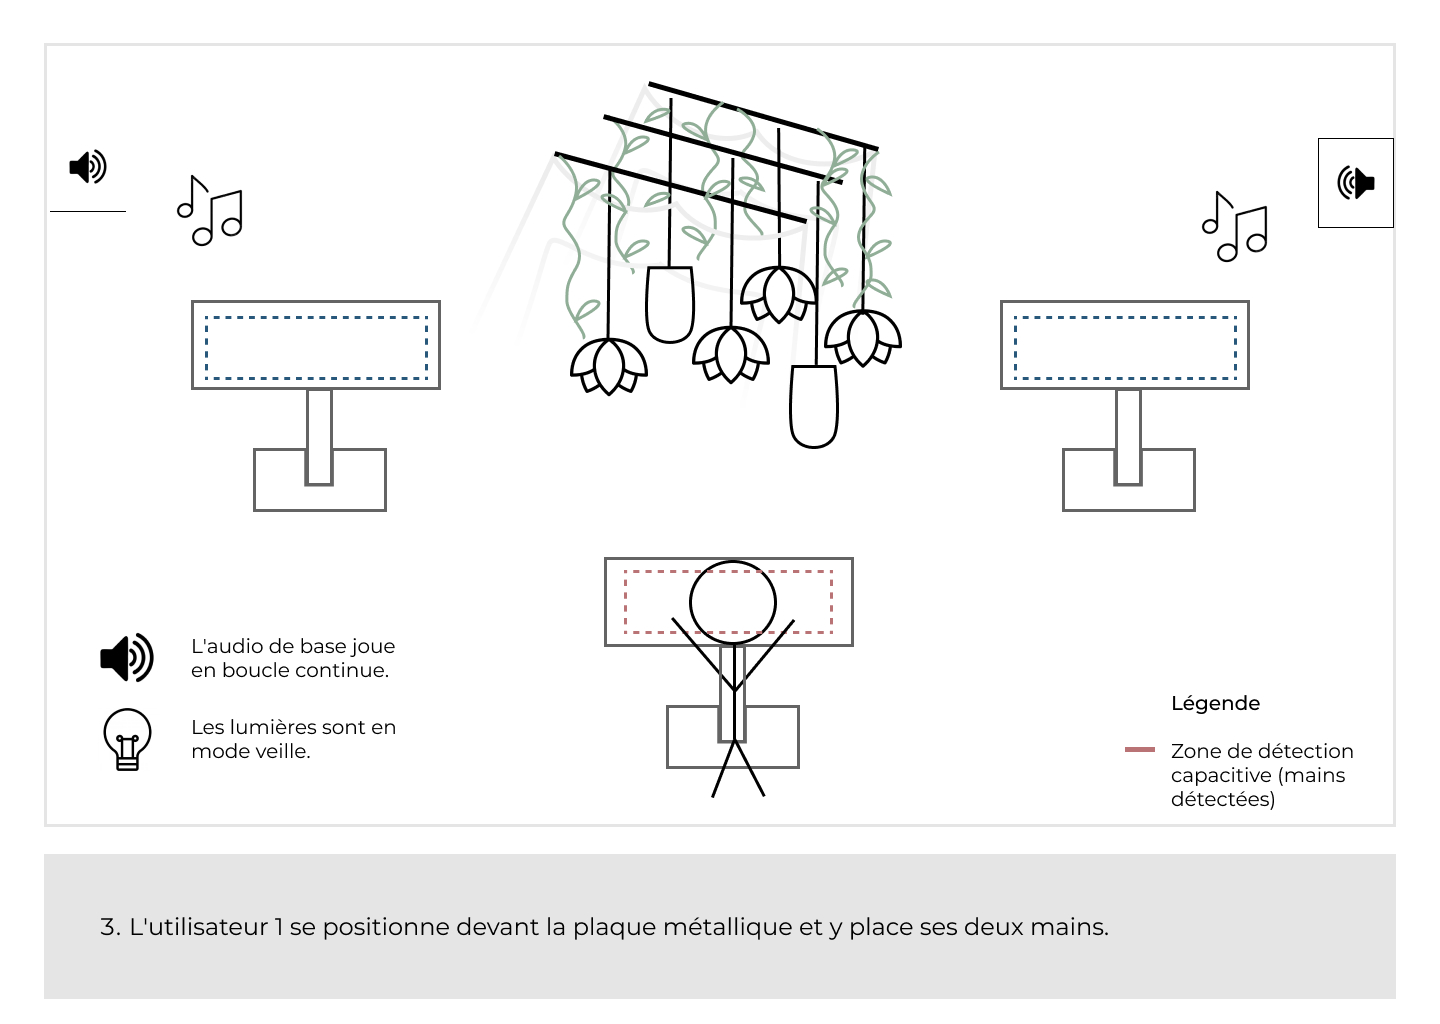 L'audio de base joue
en boucle continue.
Les lumières sont en
mode veille.
Légende
Zone de détection
capacitive (mains
détectées)
3. L'utilisateur 1 se positionne devant la plaque métallique et y place ses deux mains.